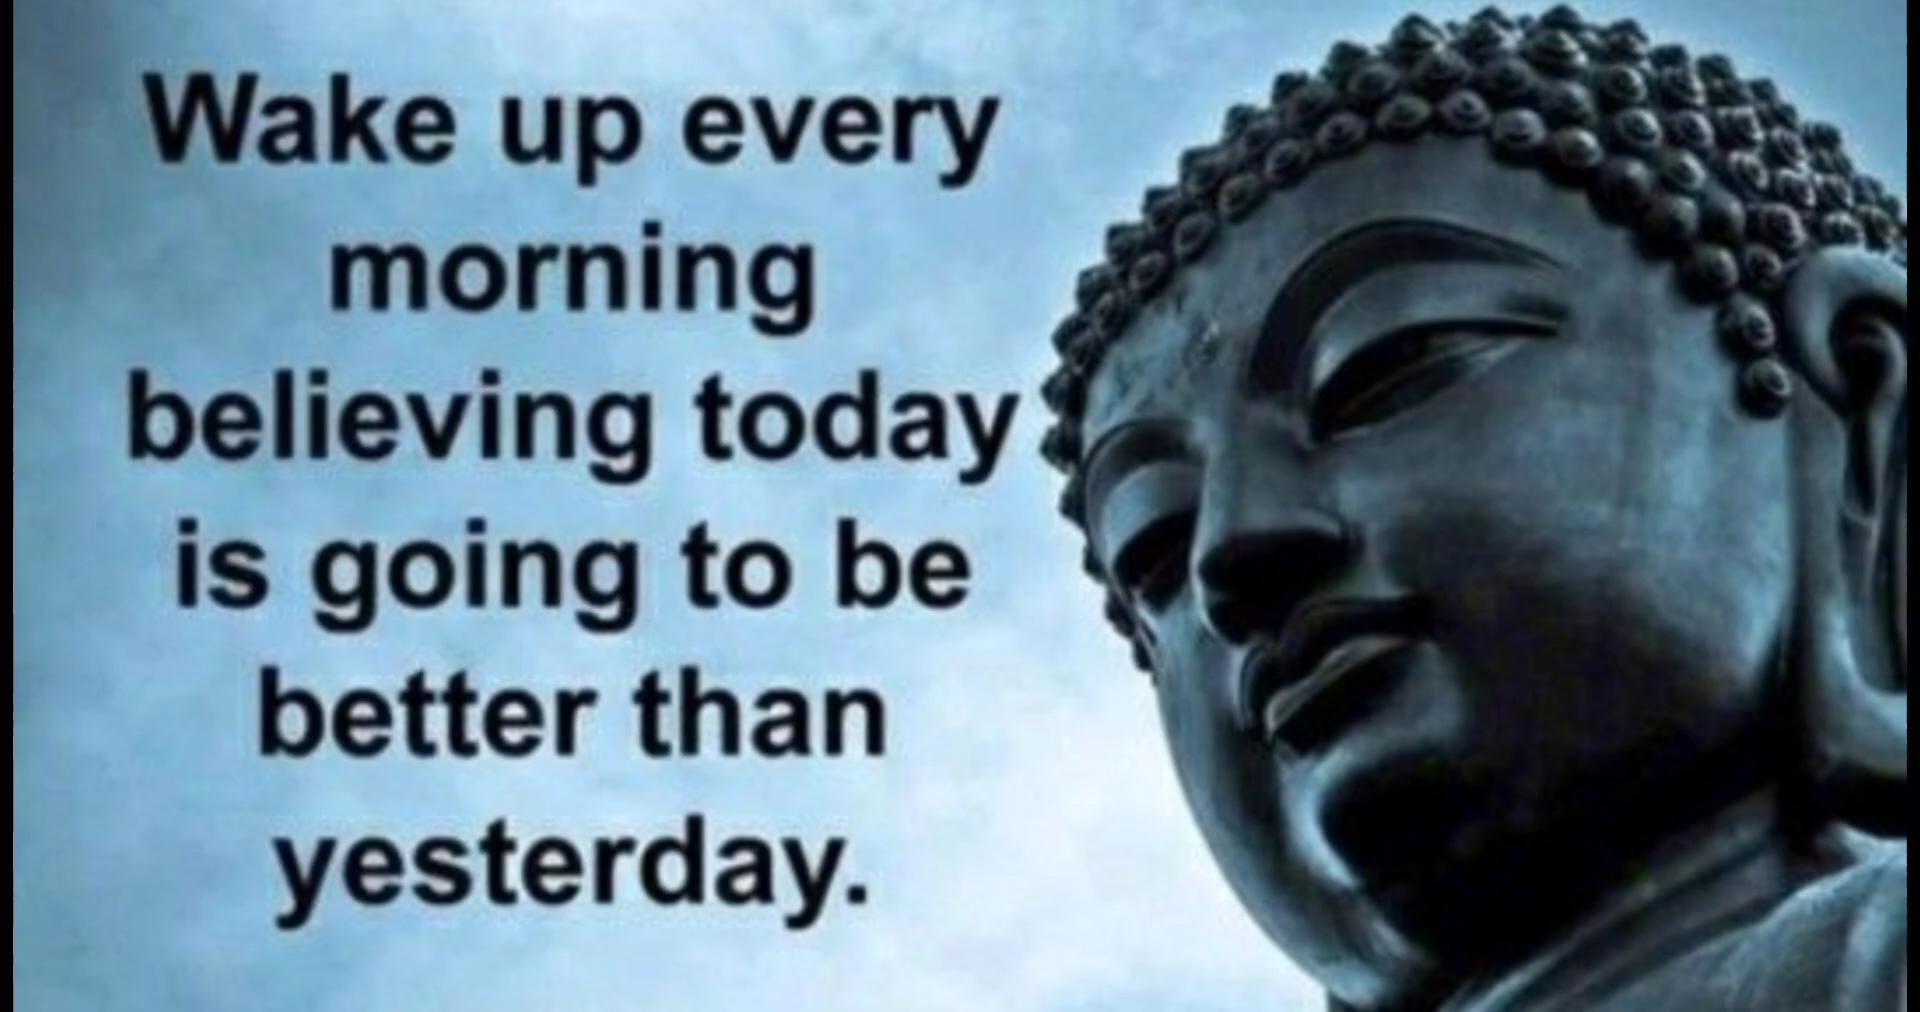 Wake up every
morning
believing today
is going to be
better than
yesterday.